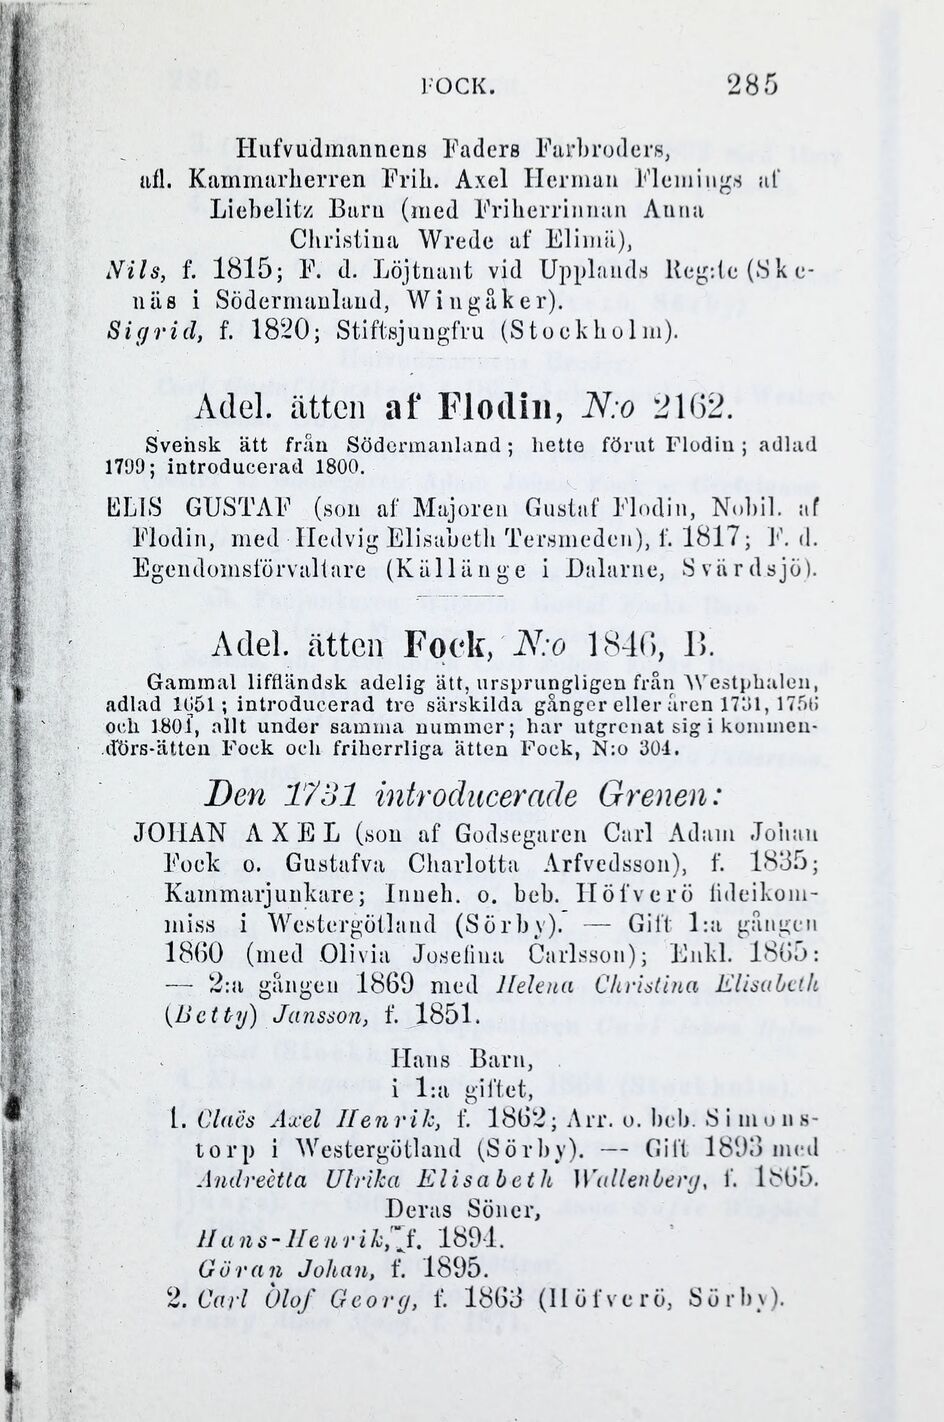 FOCK. 285
Hufvudmannens Faders Farbroders,
afl. Kammarherren Frih. Axel Herman Flemings af
Liebelitz Barn (med Friherrinnan Anna
Christina Wrede af Elimä),
Nils, f. 1815; F. d. Löjtnant vid Upplands Reg:te (Ske-
näs i Södermanland, Wingåker).
Sigrid, f. 1820; Stiftsjungfru (Stockholm).
Adel. ätten af Flodin, N:o 2162.
Svensk ätt från Södermanland; hette förut Flodin; adlad
1799; introducerad 1800.
ELIS GUSTAF (son af Majoren Gustaf Flodin, Nobil. af
Flodin, med Hedvig Elisabeth Tersmeden), f. 1817; F. d.
Egendomsförvaltare (Källänge i Dalarne, Svärdsjö).
Adel. ätten Fock, N:o 1846, B.
Gammal liffländsk adelig ätt, ursprungligen från Westphalen,
adlad 1651; introducerad tre särskilda gånger eller åren 1731, 1756
och 1801, allt under samma nummer; har utgrenat sig i kommen-
dörs-ätten Fock och friherrliga ätten Fock, N:o 304.
Den 1731 introducerade Grenen:
JOHAN AXEL (son af Godsegaren Carl Adam Johan
Fock o. Gustafva Charlotta Arfvedsson), f. 1835;
Kammarjunkare; Inneh. o. beb. Höfverö fideikom-
miss i Westergötland (Sörby). — Gift 1:a gången
1860 (med Olivia Josefina Carlsson); Enkl. 1865:
— 2:a gången 1869 med Helena Christina Elisabeth
(Betty) Jansson, f. 1851.
Hans Barn,
i 1:a giftet,
1. Claës Axel Henrik, f. 1862; Arr. o. beb. Simons-
torp i Westergötland (Sörby). — Gift 1893 med
Andreètta Ulrika Elisabeth Wallenberg, f. 1865.
Deras Söner,
Hans-Henrik, f. 1894.
Göran Johan, f. 1895.
2. Carl Olof Georg, f. 1863 (Höfverö, Sörby).